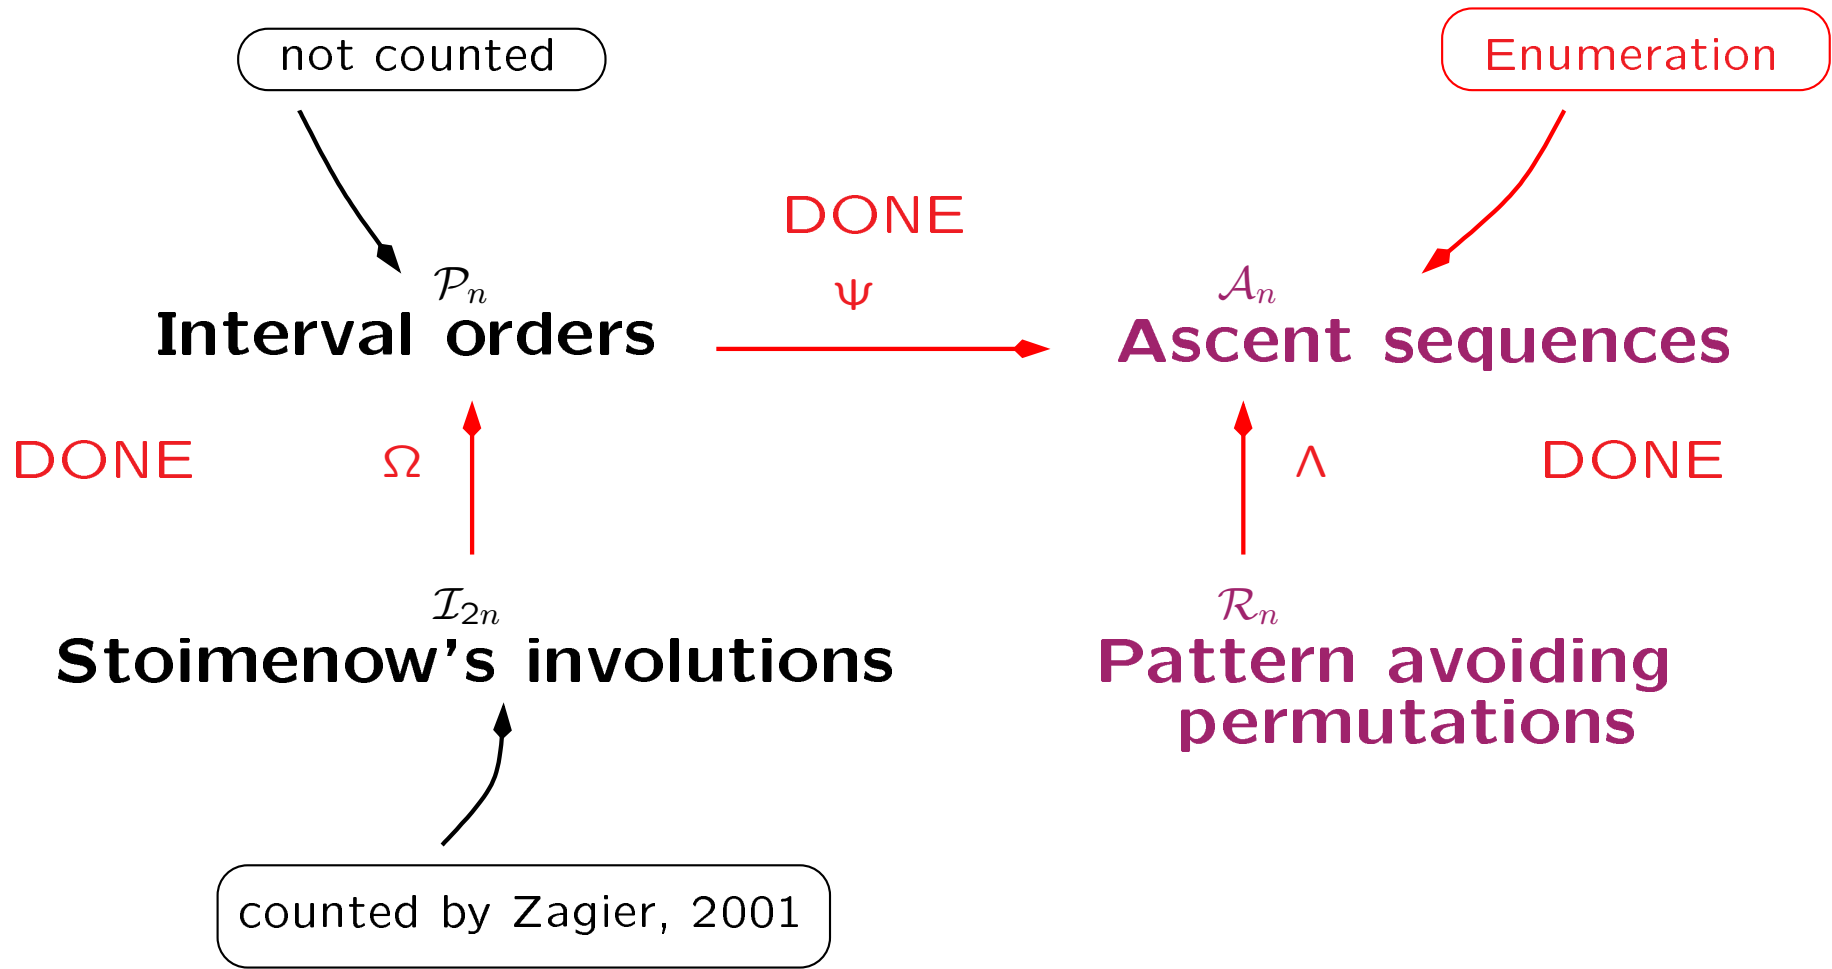 not counted
Enumeration
DONE
𝒫ₙ
Ψ
𝒜ₙ
Interval orders
Ascent sequences
DONE
Ω
Λ
DONE
ℐ₂ₙ
ℛₙ
Stoimenow's involutions
Pattern avoiding
permutations
counted by Zagier, 2001